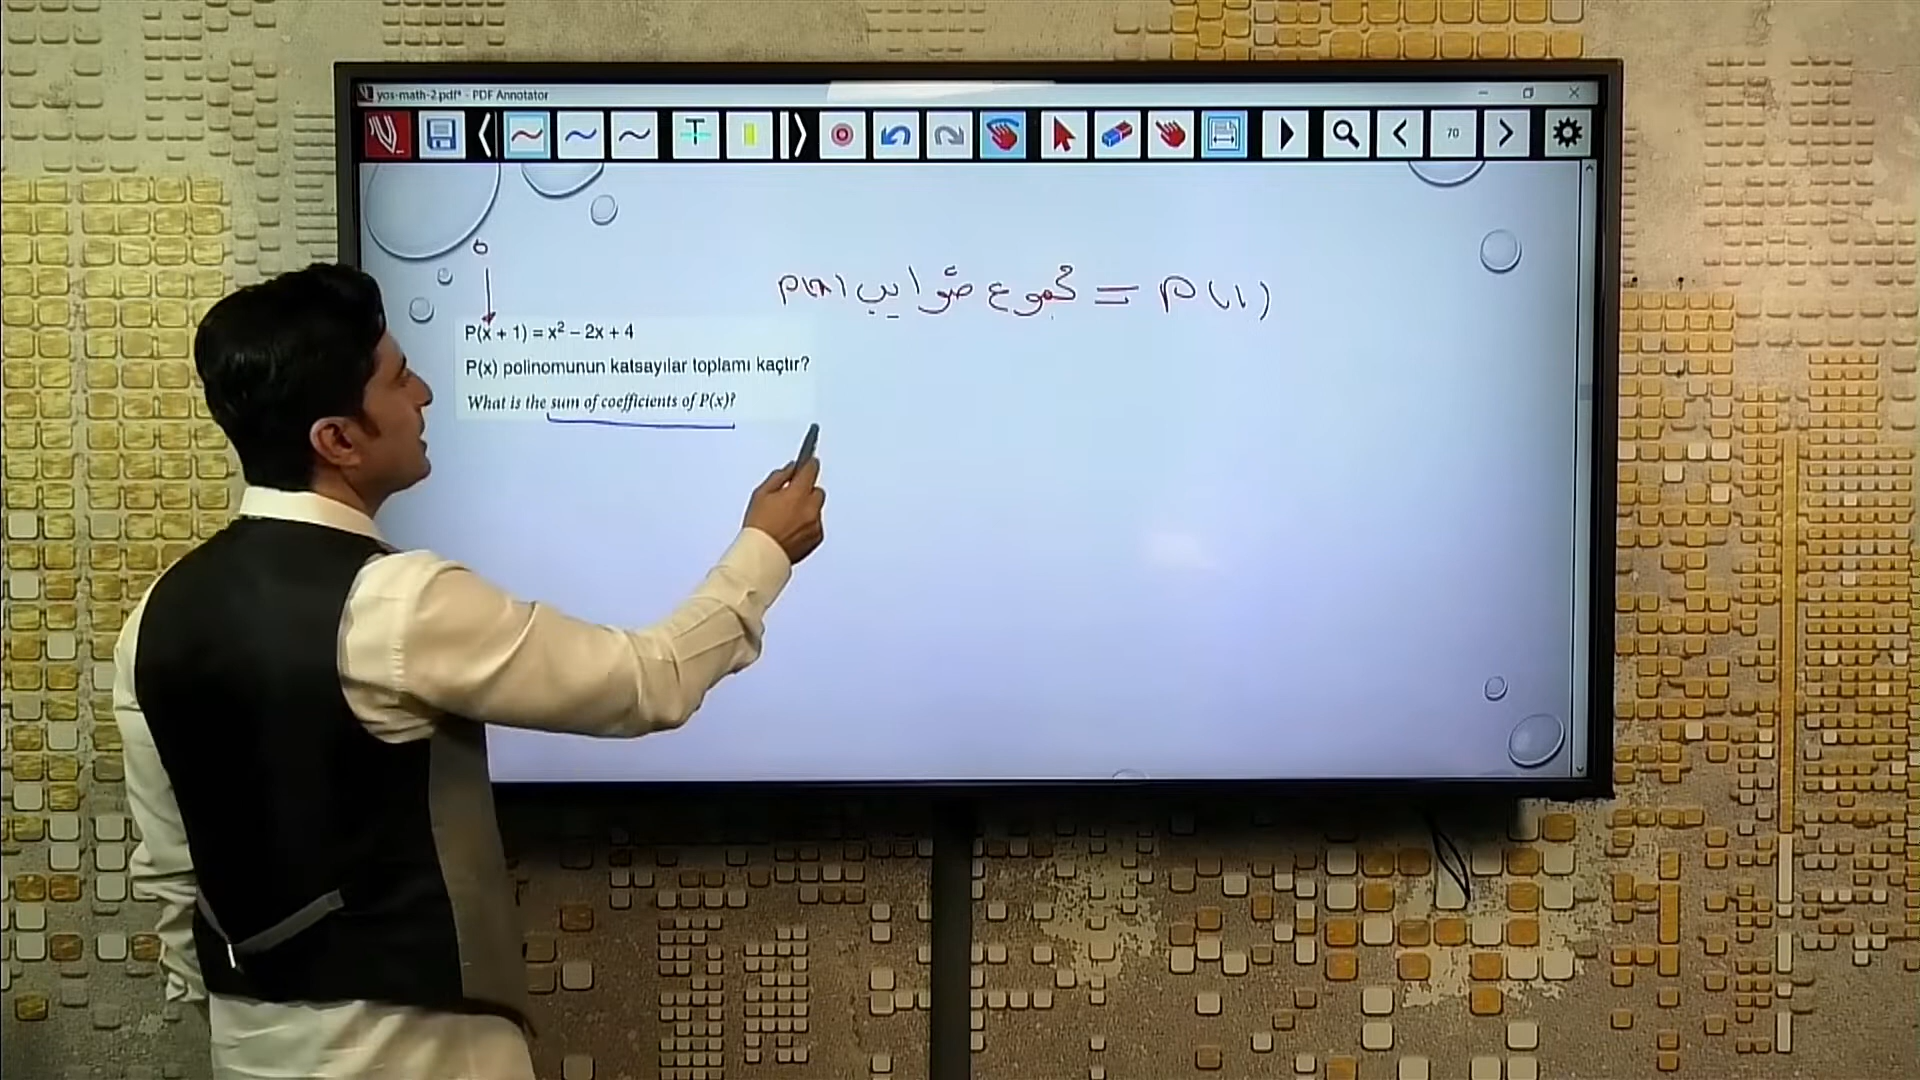 yos-math-2.pdf* - PDF Annotator
70
0
مجموع ضرایب P(x) = P(1)
P(x + 1) = x² – 2x + 4
P(x) polinomunun katsayılar toplamı kaçtır?
What is the sum of coefficients of P(x)?